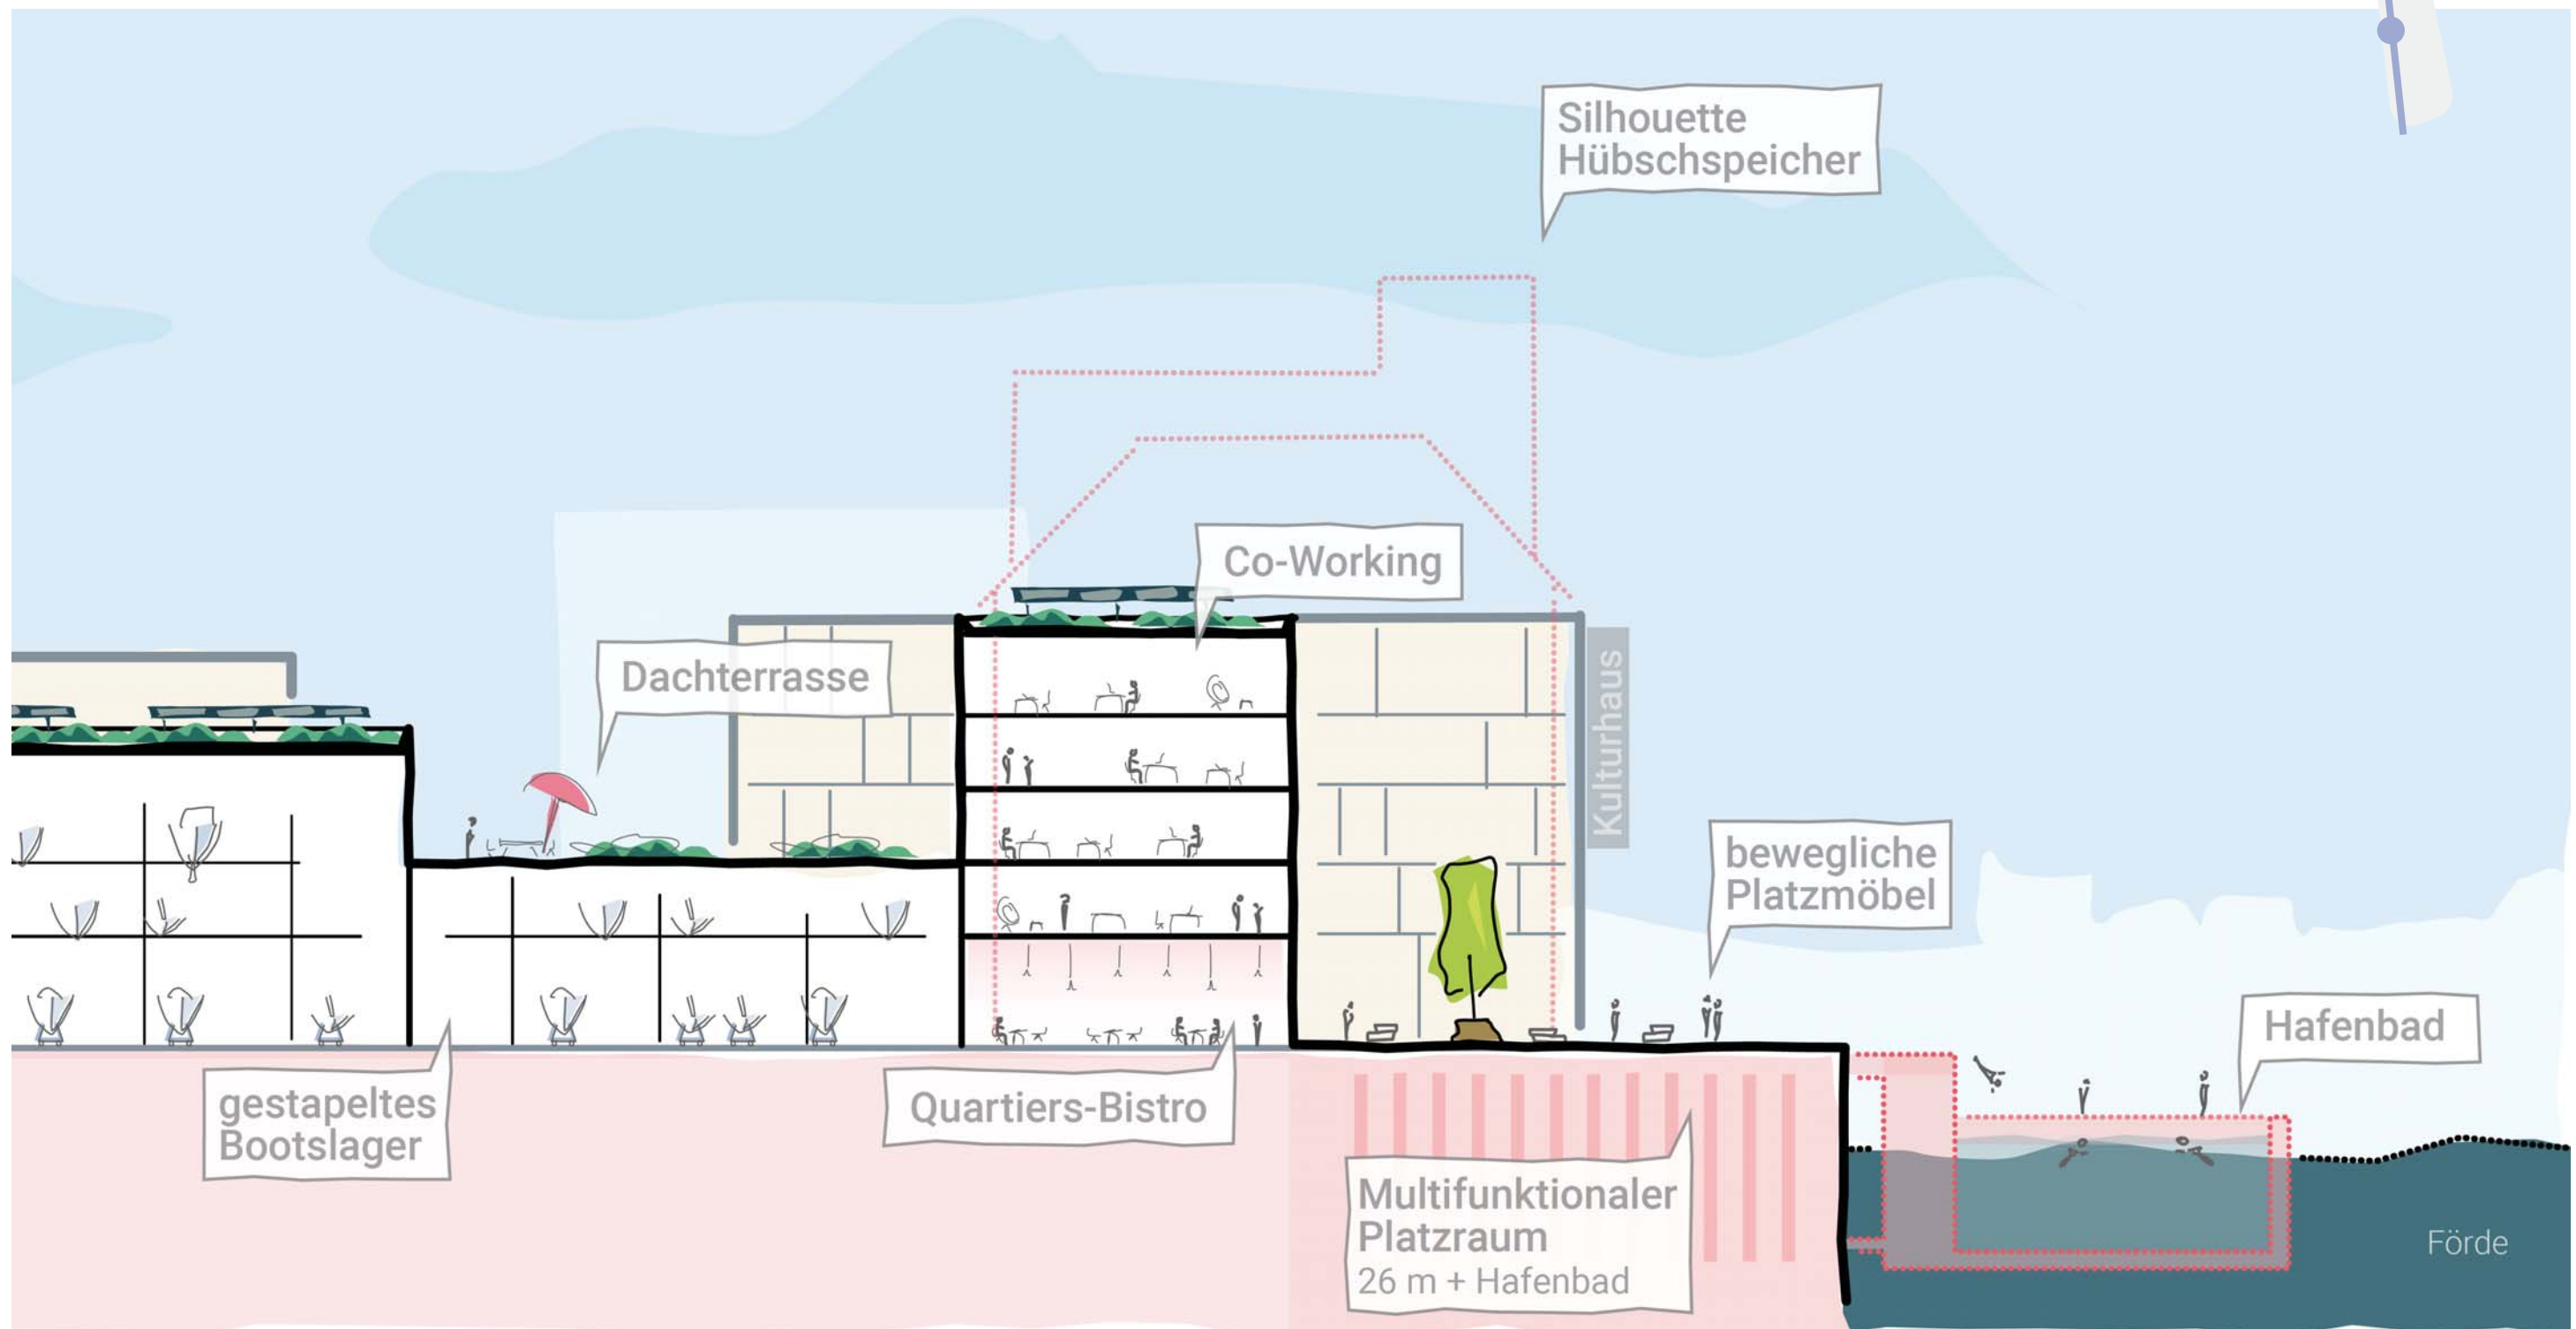 Silhouette
Hübschspeicher
Co-Working
Dachterrasse
Kulturhaus
bewegliche
Platzmöbel
Hafenbad
gestapeltes
Bootslager
Quartiers-Bistro
Multifunktionaler
Platzraum
26 m + Hafenbad
Förde